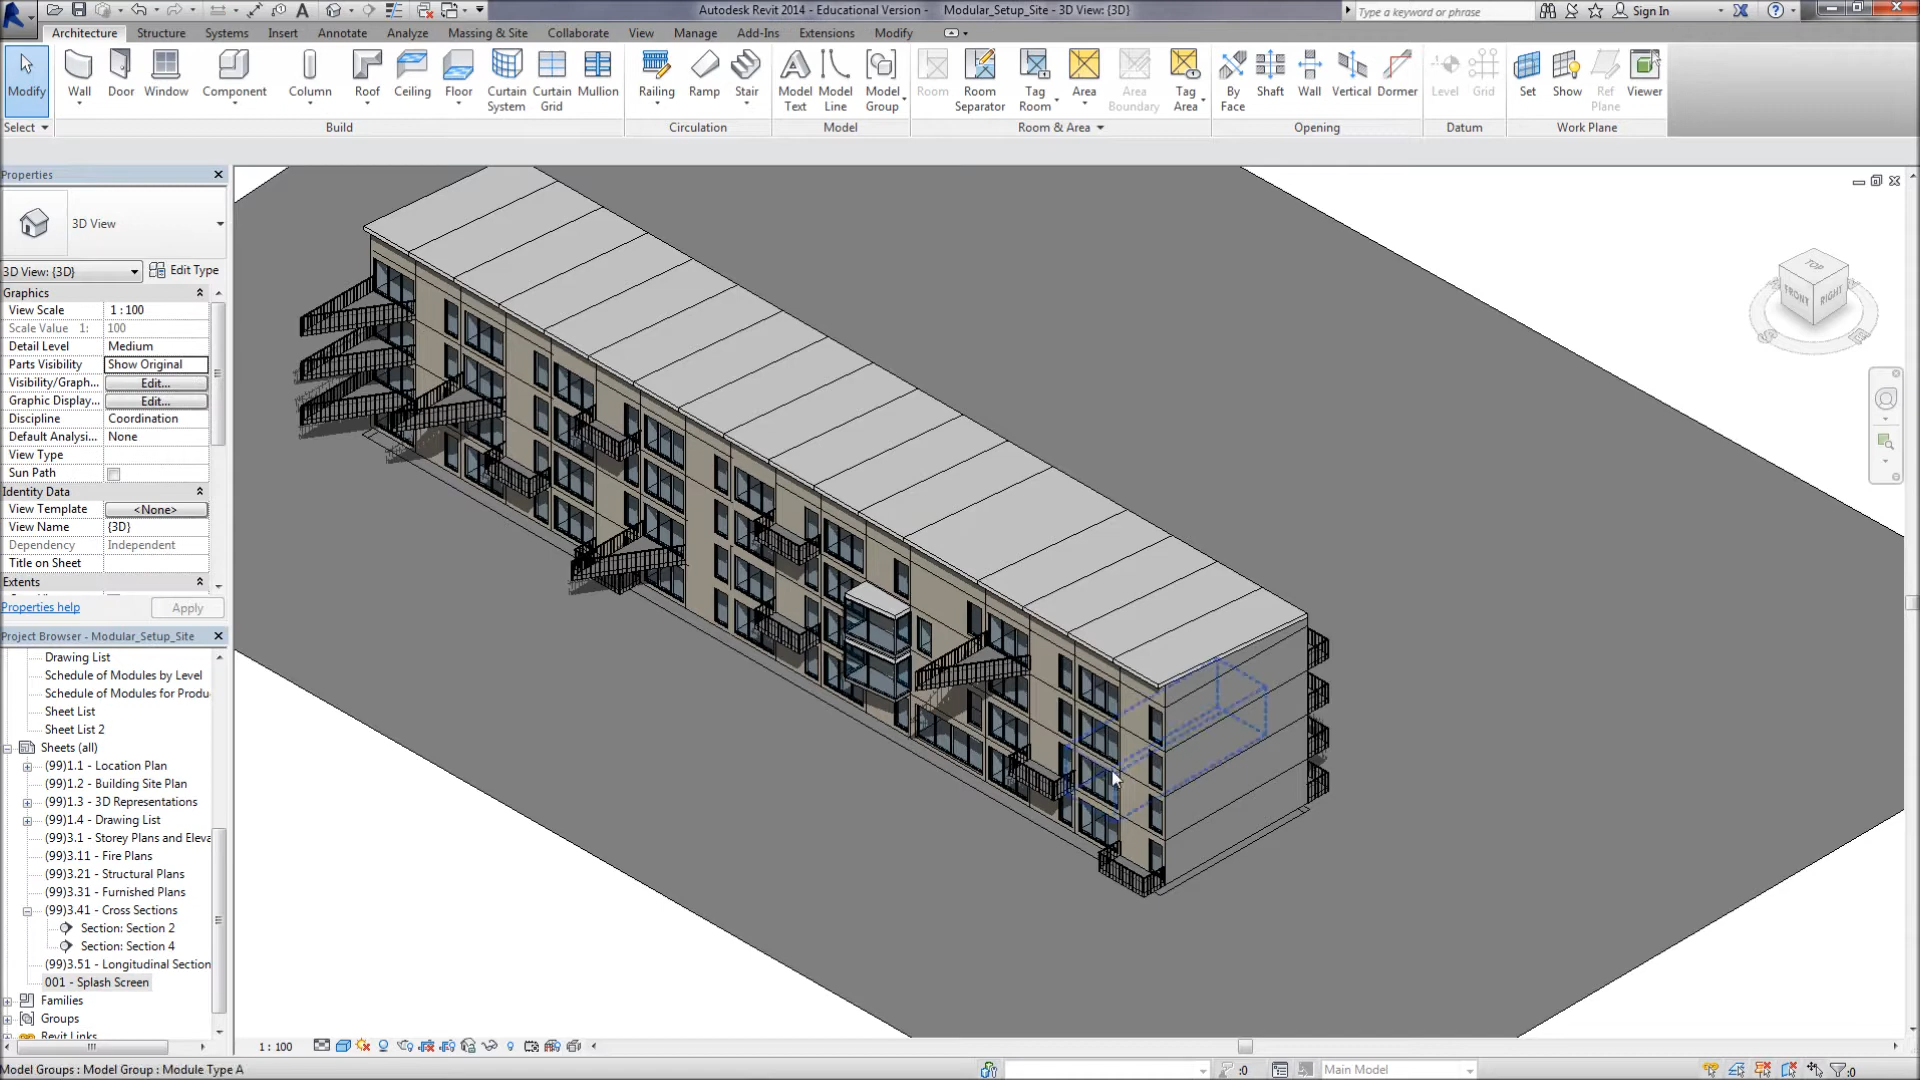 Autodesk Revit 2014 - Educational Version - Modular_Setup_Site - 3D View: {3D}
Type a keyword or phrase
Sign In
Architecture Structure Systems Insert Annotate Analyze Massing & Site Collaborate View Manage Add-Ins Extensions Modify
Modify Wall Door Window Component Column Roof Ceiling Floor Curtain System Curtain Grid Mullion Railing Ramp Stair Model Text Model Line Model Group Room Room Separator Tag Room Area Area Boundary Tag Area By Face Shaft Wall Vertical Dormer Level Grid Set Show Ref Plane Viewer
Select Build Circulation Model Room & Area Opening Datum Work Plane
Properties
3D View
3D View: {3D} Edit Type
Graphics
View Scale 1 : 100
Scale Value 1: 100
Detail Level Medium
Parts Visibility Show Original
Visibility/Graph... Edit...
Graphic Display... Edit...
Discipline Coordination
Default Analysi... None
View Type
Sun Path
Identity Data
View Template <None>
View Name {3D}
Dependency Independent
Title on Sheet
Extents
Properties help Apply
Project Browser - Modular_Setup_Site
Drawing List
Schedule of Modules by Level
Schedule of Modules for Produ
Sheet List
Sheet List 2
Sheets (all)
(99)1.1 - Location Plan
(99)1.2 - Building Site Plan
(99)1.3 - 3D Representations
(99)1.4 - Drawing List
(99)3.1 - Storey Plans and Eleva
(99)3.11 - Fire Plans
(99)3.21 - Structural Plans
(99)3.31 - Furnished Plans
(99)3.41 - Cross Sections
Section: Section 2
Section: Section 4
(99)3.51 - Longitudinal Section
001 - Splash Screen
Families
Groups
Revit Links
TOP
FRONT RIGHT
1 : 100
Model Groups : Model Group : Module Type A
:0
Main Model
:0